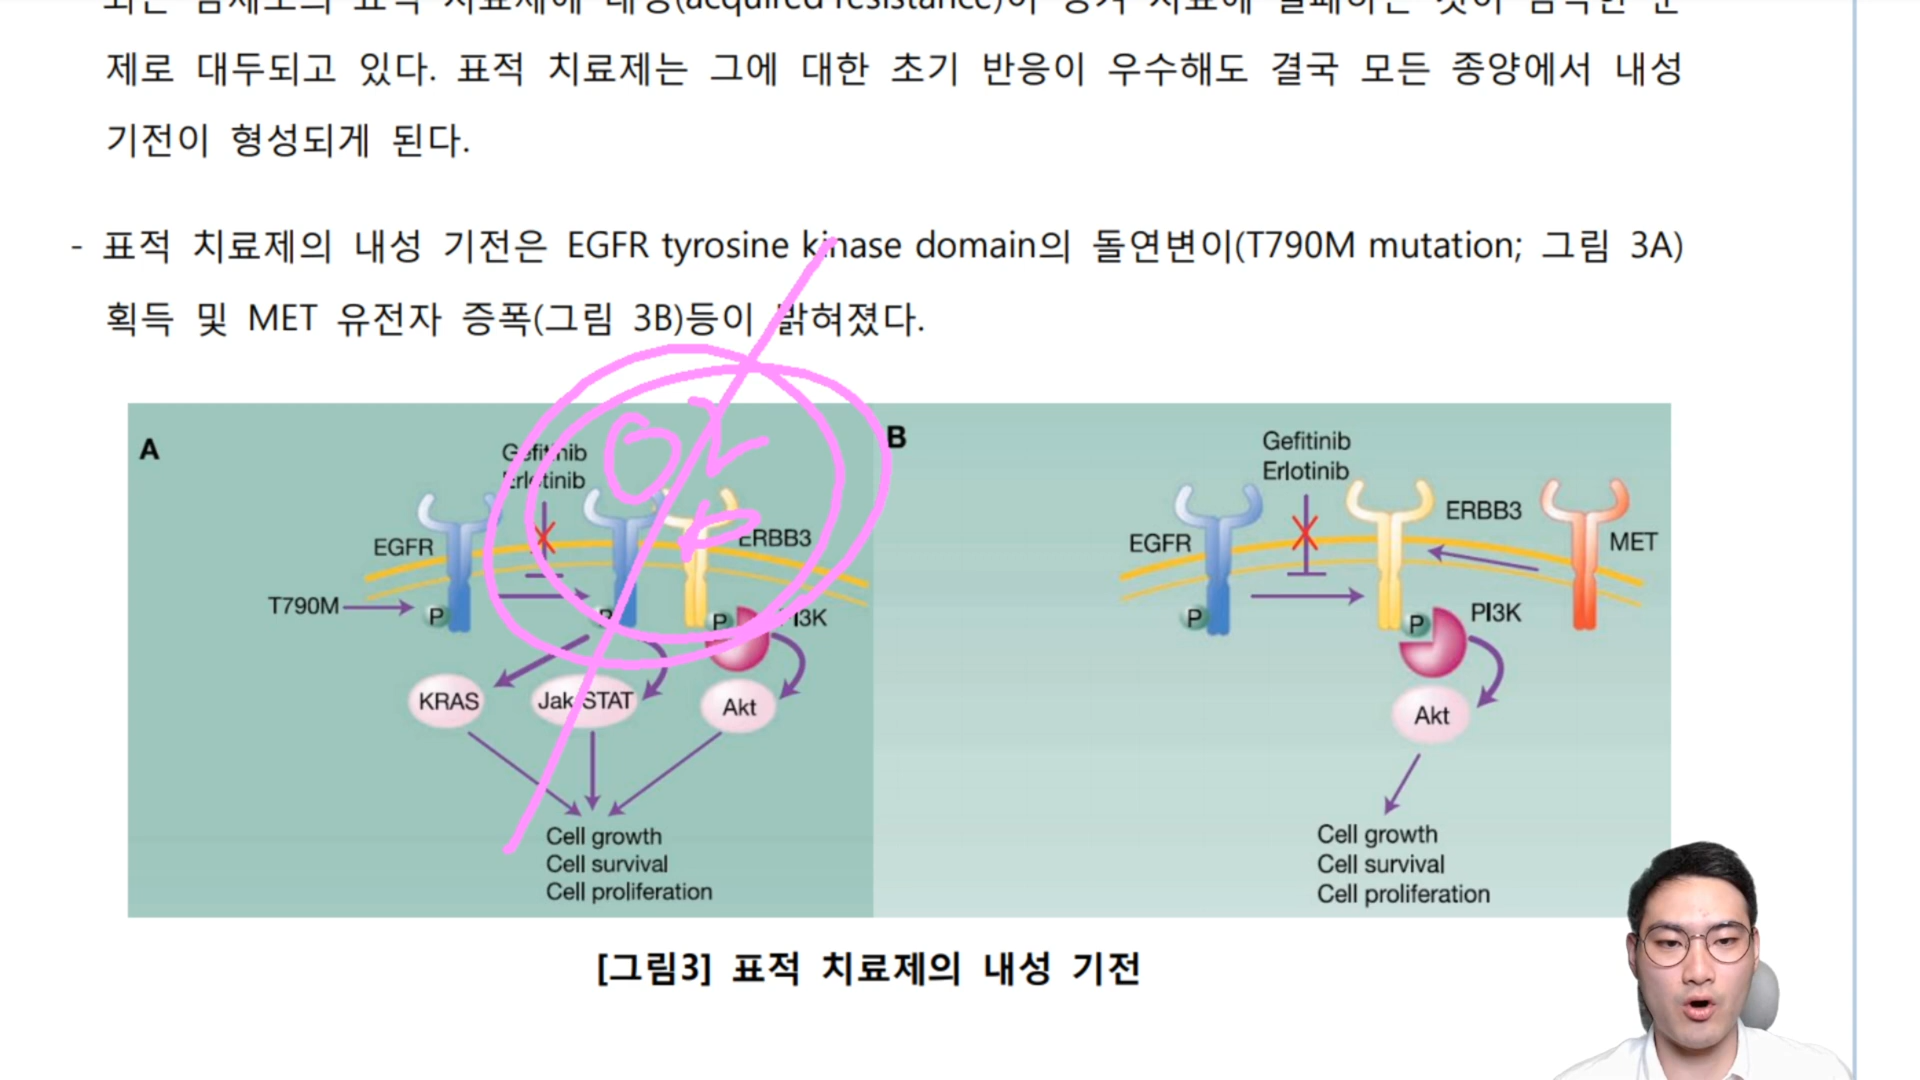 (acquired resistance)
제로 대두되고 있다. 표적 치료제는 그에 대한 초기 반응이 우수해도 결국 모든 종양에서 내성
기전이 형성되게 된다.
- 표적 치료제의 내성 기전은 EGFR tyrosine kinase domain의 돌연변이(T790M mutation; 그림 3A)
획득 및 MET 유전자 증폭(그림 3B)등이 밝혀졌다.
A
Gefitinib
Erlotinib
EGFR
ERBB3
T790M
P
P
P
PI3K
KRAS
Jak/STAT
Akt
Cell growth
Cell survival
Cell proliferation
B
Gefitinib
Erlotinib
EGFR
ERBB3
MET
P
P
PI3K
Akt
Cell growth
Cell survival
Cell proliferation
[그림3] 표적 치료제의 내성 기전